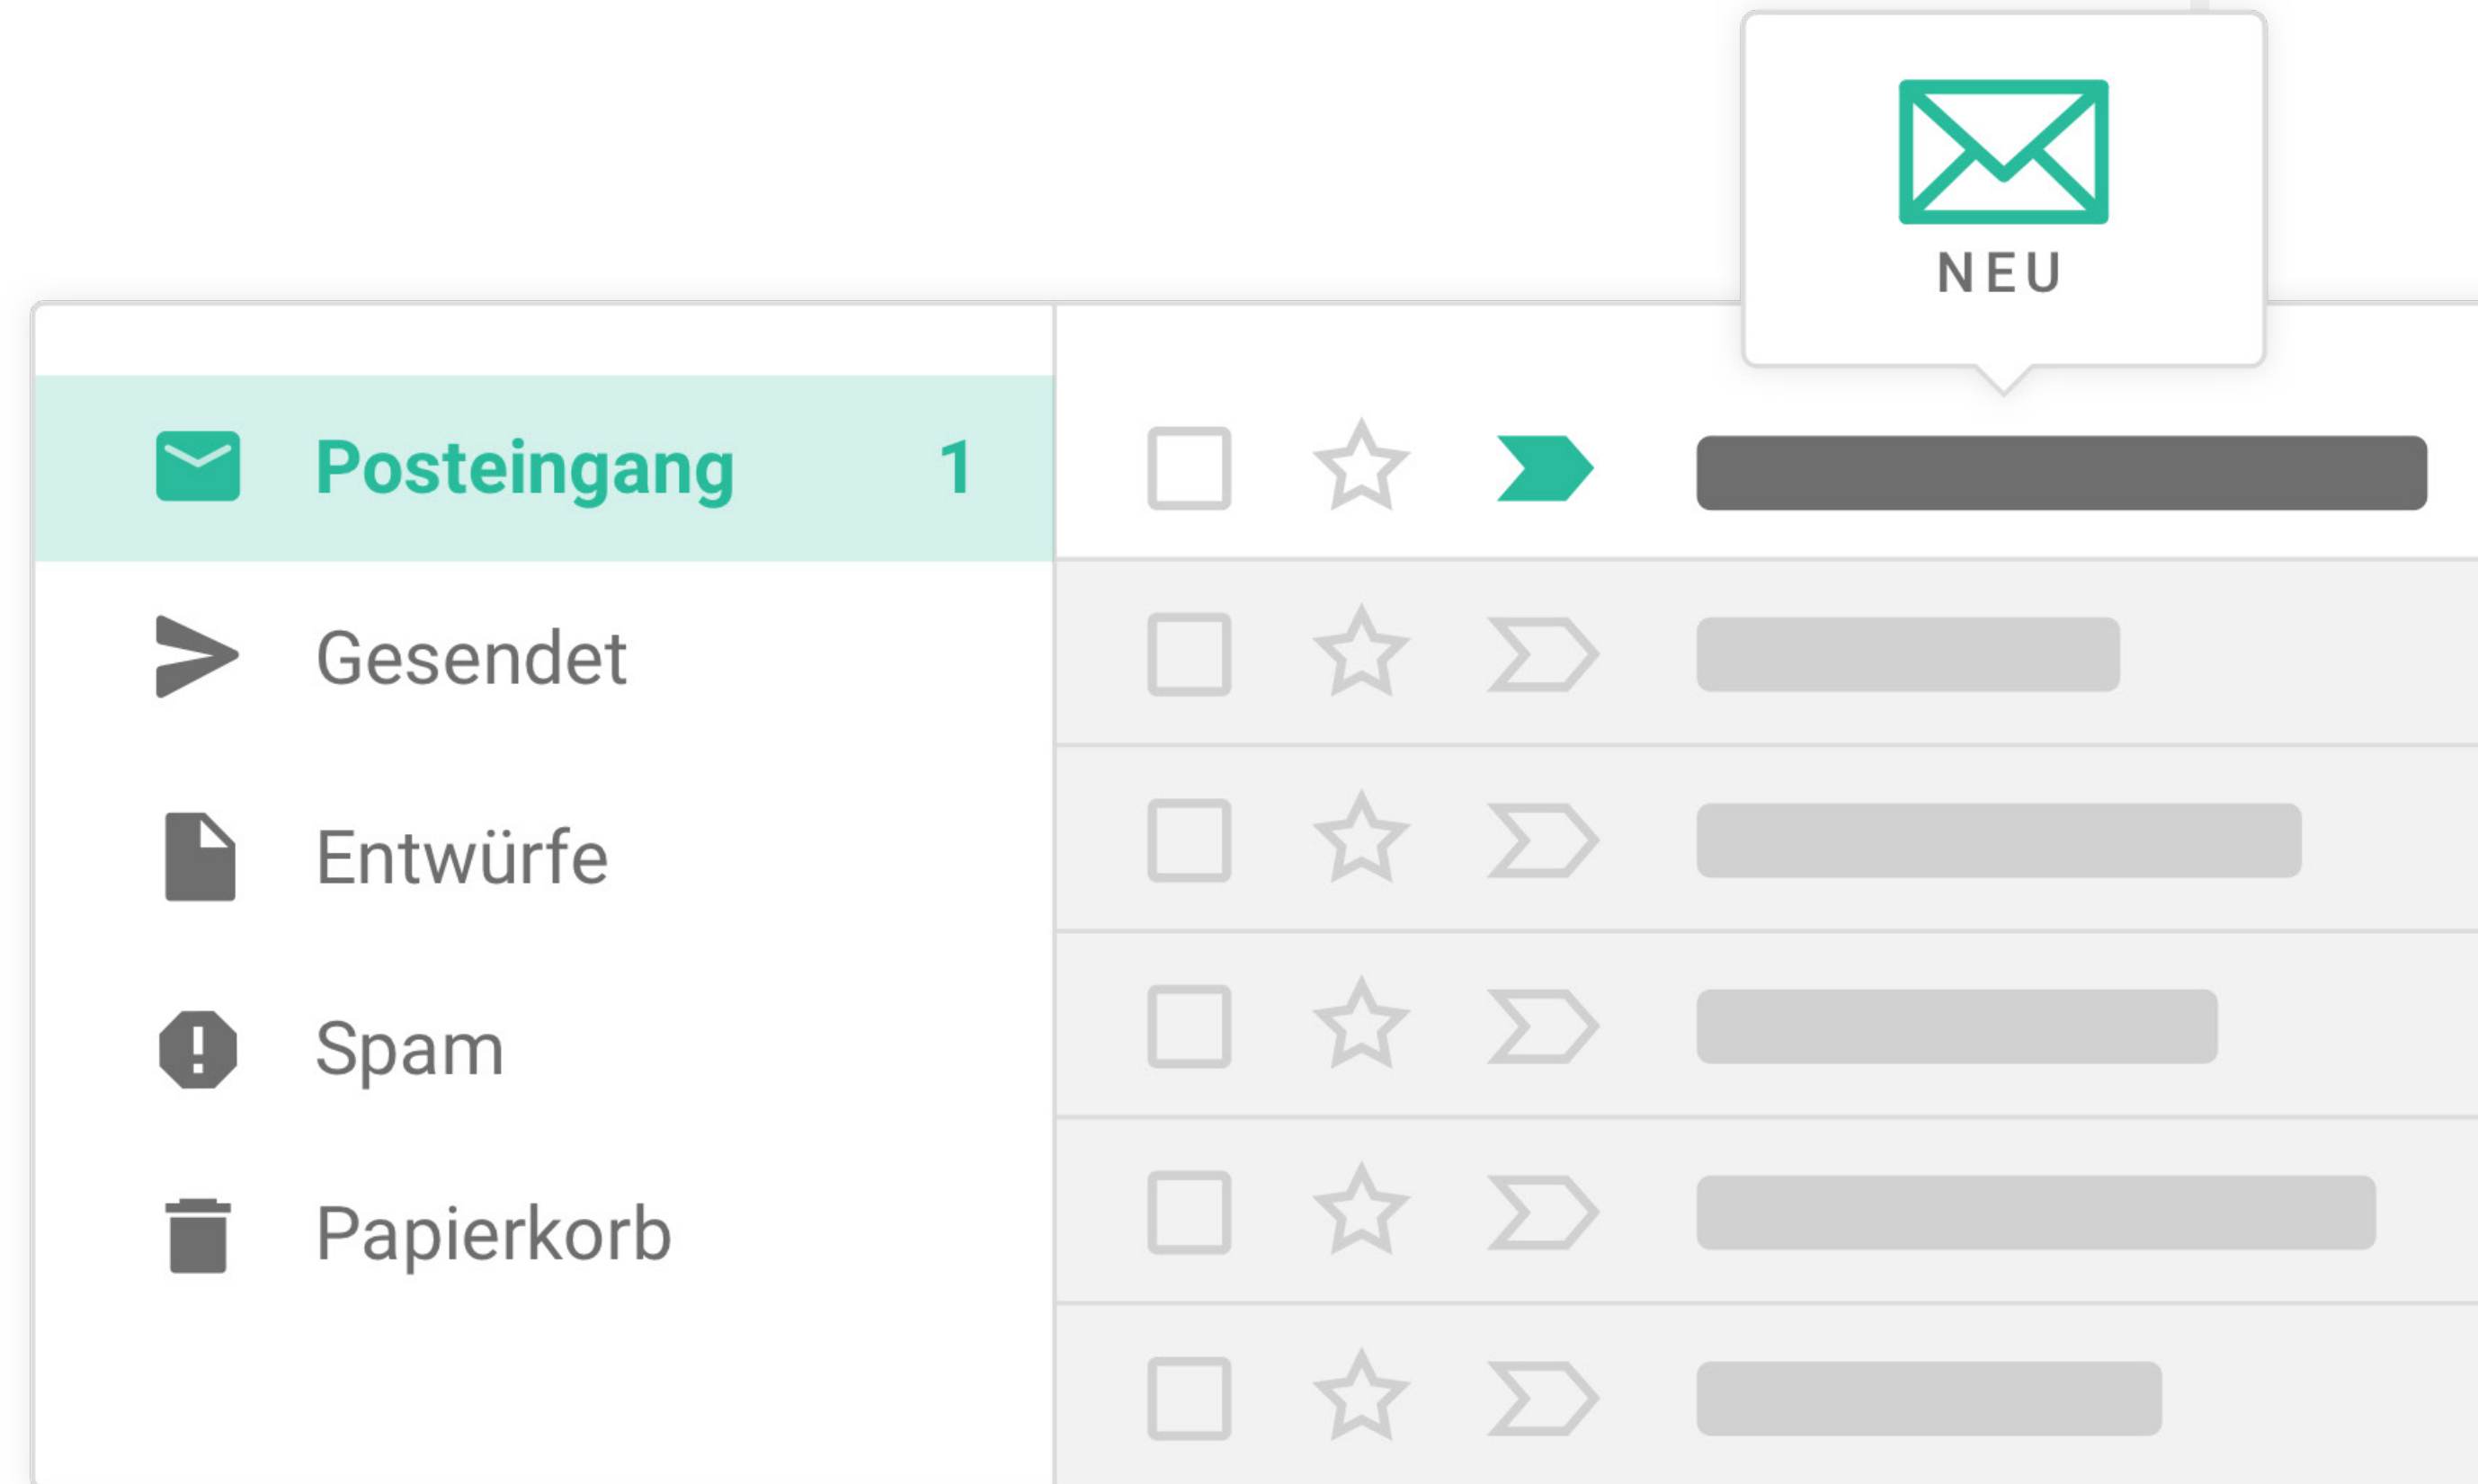 NEU
Posteingang 1
Gesendet
Entwürfe
Spam
Papierkorb